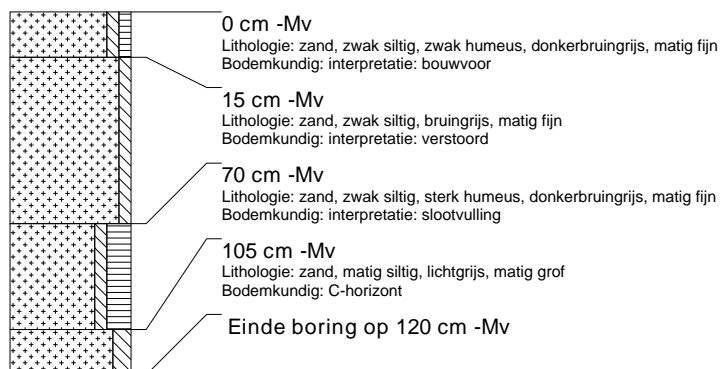 0 cm -Mv
Lithologie: zand, zwak siltig, zwak humeus, donkerbruingrijs, matig fijn
Bodemkundig: interpretatie: bouwvoor
15 cm -Mv
Lithologie: zand, zwak siltig, bruingrijs, matig fijn
Bodemkundig: interpretatie: verstoord
70 cm -Mv
Lithologie: zand, zwak siltig, sterk humeus, donkerbruingrijs, matig fijn
Bodemkundig: interpretatie: slootvulling
105 cm -Mv
Lithologie: zand, matig siltig, lichtgrijs, matig grof
Bodemkundig: C-horizont
Einde boring op 120 cm -Mv